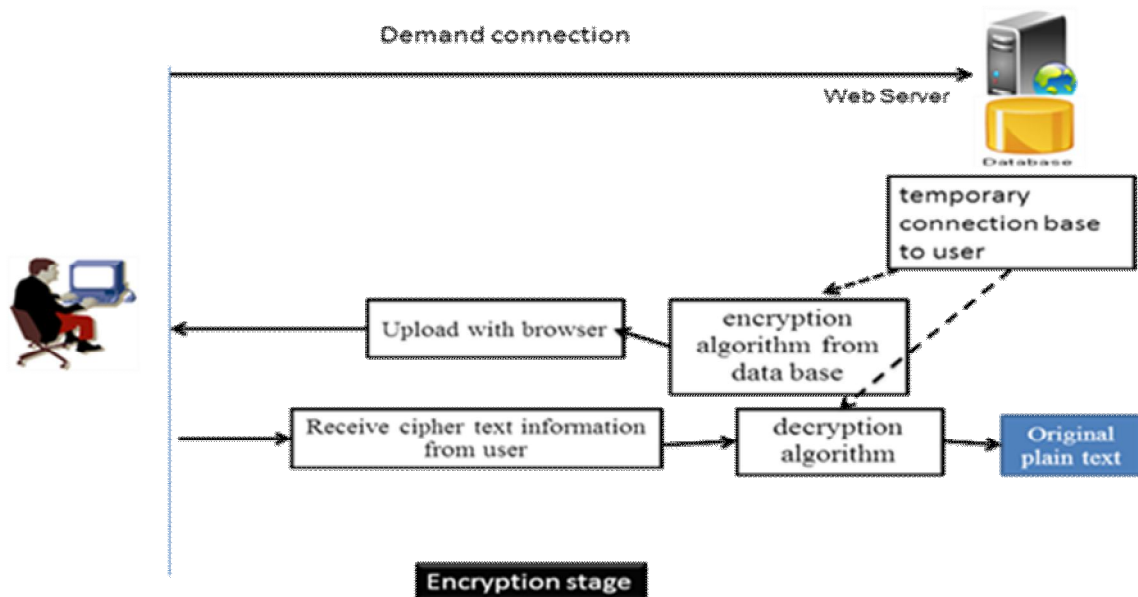 Demand connection
Web Server
Database
temporary
connection base
to user
encryption
algorithm from
data base
Upload with browser
Receive cipher text information
from user
decryption
algorithm
Original
plain text
Encryption stage